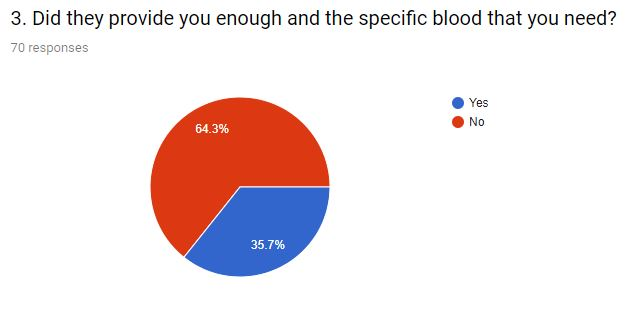 3. Did they provide you enough and the specific blood that you need?
70 responses
Yes
No
64.3%
35.7%